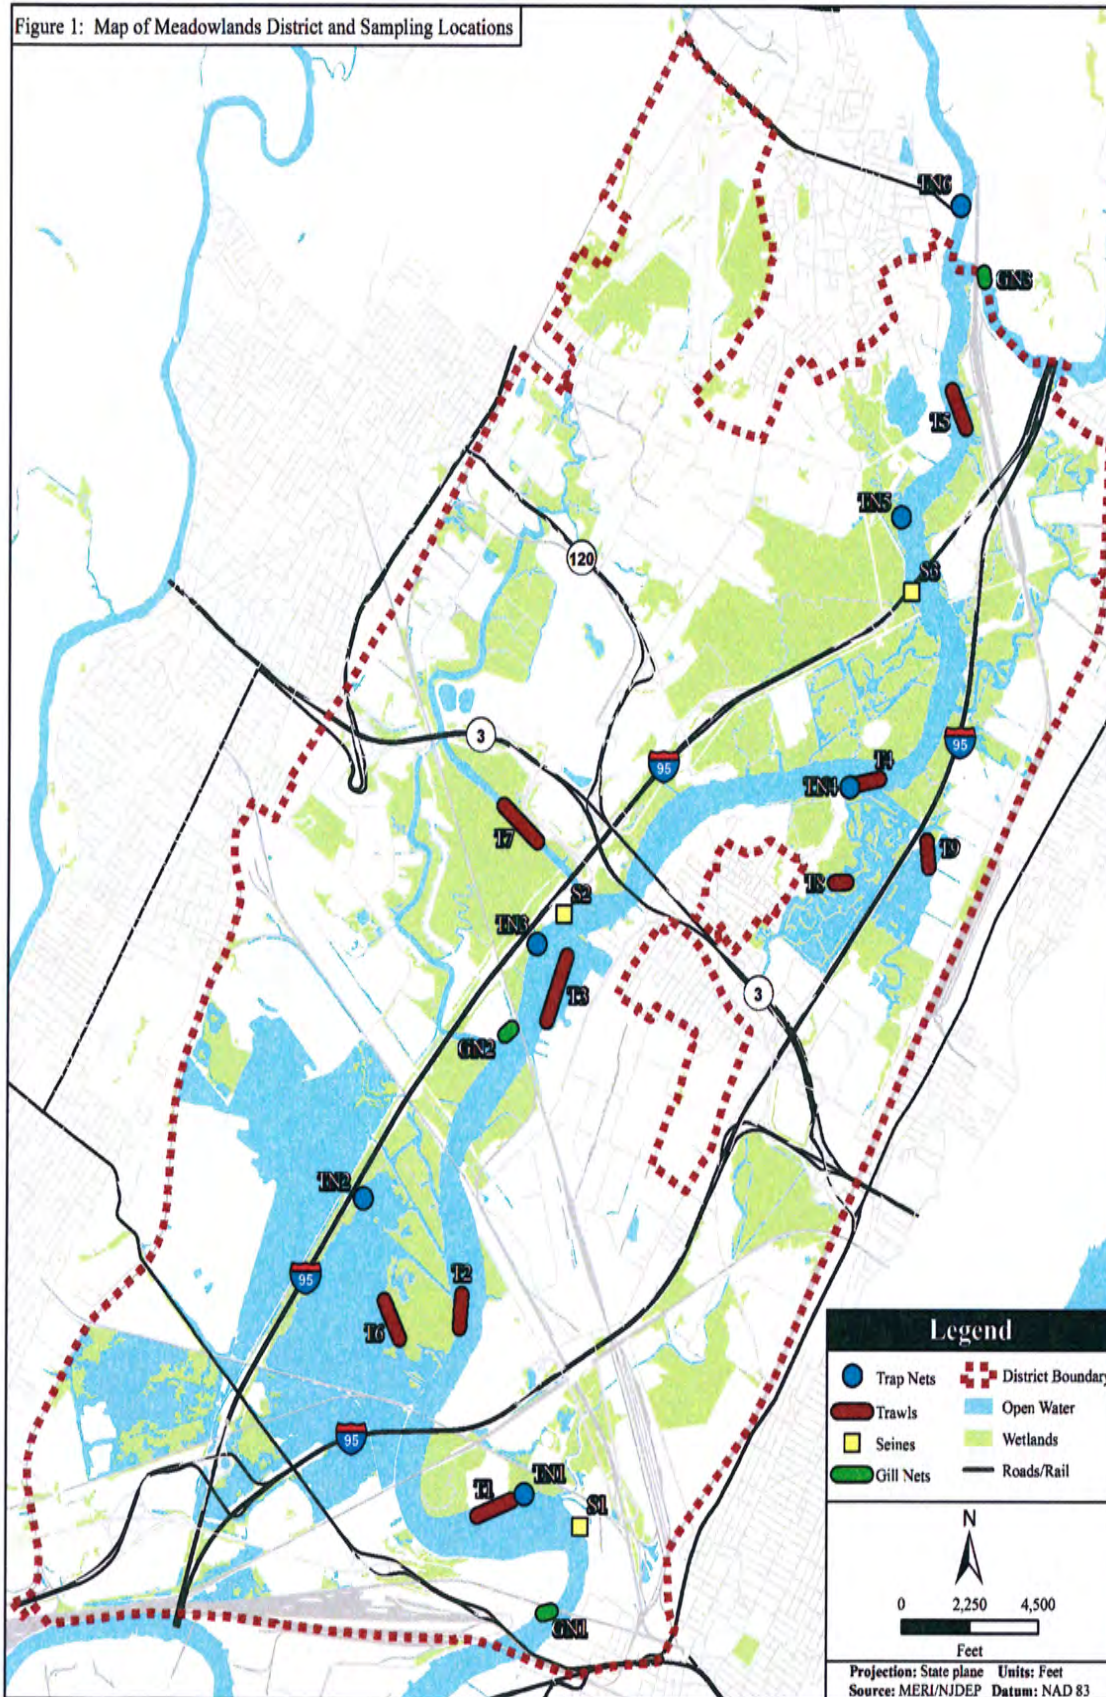 Figure 1: Map of Meadowlands District and Sampling Locations
TN6
GN3
T5
TN5
S3
120
3
95
95
T4
TN4
T7
T9
T8
S2
TN3
T3
3
GN2
TN2
95
T2
T6
95
TN1
T1
S1
GN1
Legend
Trap Nets
District Boundary
Trawls
Open Water
Seines
Wetlands
Gill Nets
Roads/Rail
N
0 2,250 4,500
Feet
Projection: State plane Units: Feet
Source: MERI/NJDEP Datum: NAD 83